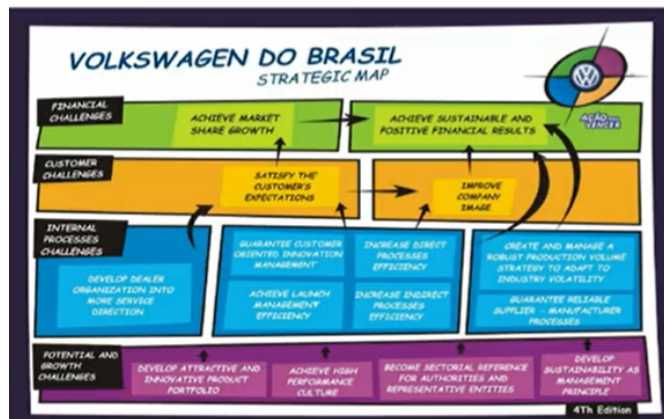 VOLKSWAGEN DO BRASIL
STRATEGIC MAP
FINANCIAL
CHALLENGES
ACHIEVE MARKET
SHARE GROWTH
ACHIEVE SUSTAINABLE AND
POSITIVE FINANCIAL RESULTS
AÇÃO
VENCER
CUSTOMER
CHALLENGES
SATISFY THE
CUSTOMER'S
EXPECTATIONS
IMPROVE
COMPANY
IMAGE
INTERNAL
PROCESSES
CHALLENGES
DEVELOP DEALER
ORGANIZATION INTO
MORE SERVICE
DIRECTION
GUARANTEE CUSTOMER
ORIENTED INNOVATION
MANAGEMENT
INCREASE DIRECT
PROCESSES
EFFICIENCY
ACHIEVE LAUNCH
MANAGEMENT
EFFICIENCY
INCREASE INDIRECT
PROCESSES
EFFICIENCY
CREATE AND MANAGE A
ROBUST PRODUCTION VOLUME
STRATEGY TO ADAPT TO
INDUSTRY VOLATILITY
GUARANTEE RELIABLE
SUPPLIER - MANUFACTURER
PROCESSES
POTENTIAL AND
GROWTH
CHALLENGES
DEVELOP ATTRACTIVE AND
INNOVATIVE PRODUCT
PORTFOLIO
ACHIEVE HIGH
PERFORMANCE
CULTURE
BECOME SECTORIAL REFERENCE
FOR AUTHORITIES AND
REPRESENTATIVE ENTITIES
DEVELOP
SUSTAINABILITY AS
MANAGEMENT
PRINCIPLE
4Th Edition